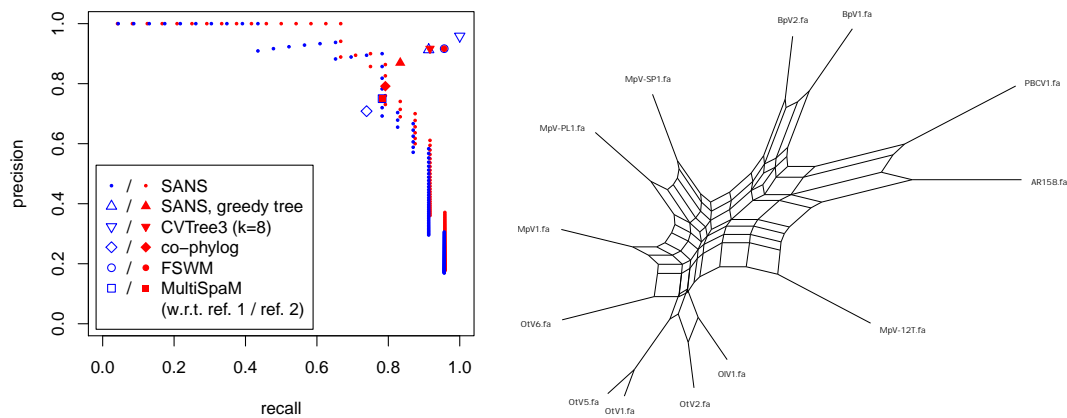 precision
1.0
0.8
0.6
0.4
0.2
0.0
/ SANS
/ SANS, greedy tree
/ CVTree3 (k=8)
/ co−phylog
/ FSWM
/ MultiSpaM
(w.r.t. ref. 1 / ref. 2)
0.0 0.2 0.4 0.6 0.8 1.0
recall
BpV2.fa
BpV1.fa
MpV-SP1.fa
PBCV1.fa
MpV-PL1.fa
AR158.fa
MpV1.fa
OtV6.fa
MpV-12T.fa
OlV1.fa
OtV5.fa
OtV2.fa
OtV1.fa